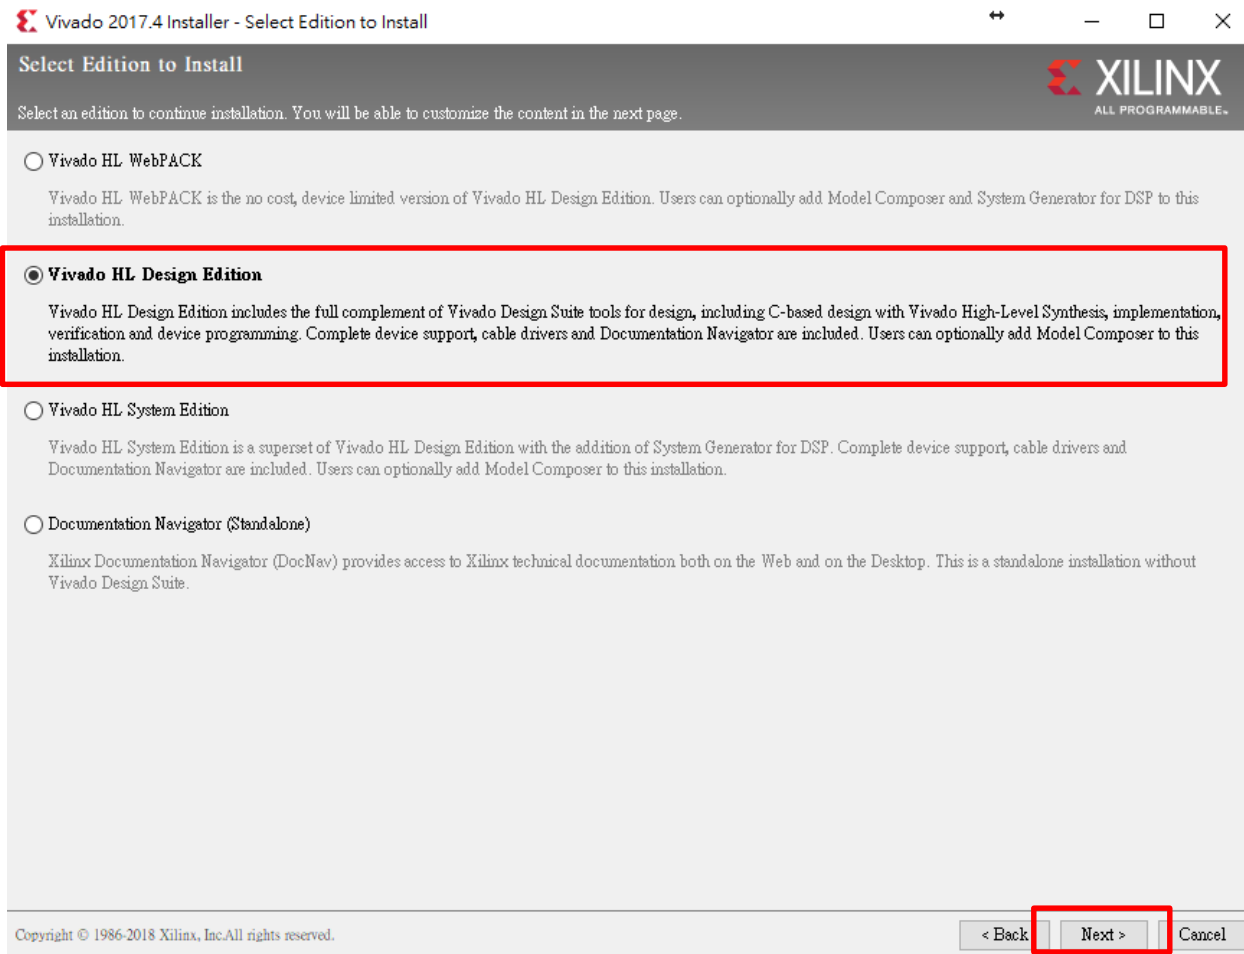 Vivado 2017.4 Installer - Select Edition to Install
Select Edition to Install
XILINX
ALL PROGRAMMABLE™
Select an edition to continue installation. You will be able to customize the content in the next page.
Vivado HL WebPACK
Vivado HL WebPACK is the no cost, device limited version of Vivado HL Design Edition. Users can optionally add Model Composer and System Generator for DSP to this
installation.
Vivado HL Design Edition
Vivado HL Design Edition includes the full complement of Vivado Design Suite tools for design, including C-based design with Vivado High-Level Synthesis, implementation,
verification and device programming. Complete device support, cable drivers and Documentation Navigator are included. Users can optionally add Model Composer to this
installation.
Vivado HL System Edition
Vivado HL System Edition is a superset of Vivado HL Design Edition with the addition of System Generator for DSP. Complete device support, cable drivers and
Documentation Navigator are included. Users can optionally add Model Composer to this installation.
Documentation Navigator (Standalone)
Xilinx Documentation Navigator (DocNav) provides access to Xilinx technical documentation both on the Web and on the Desktop. This is a standalone installation without
Vivado Design Suite.
Copyright © 1986-2018 Xilinx, Inc.All rights reserved.
< Back
Next >
Cancel